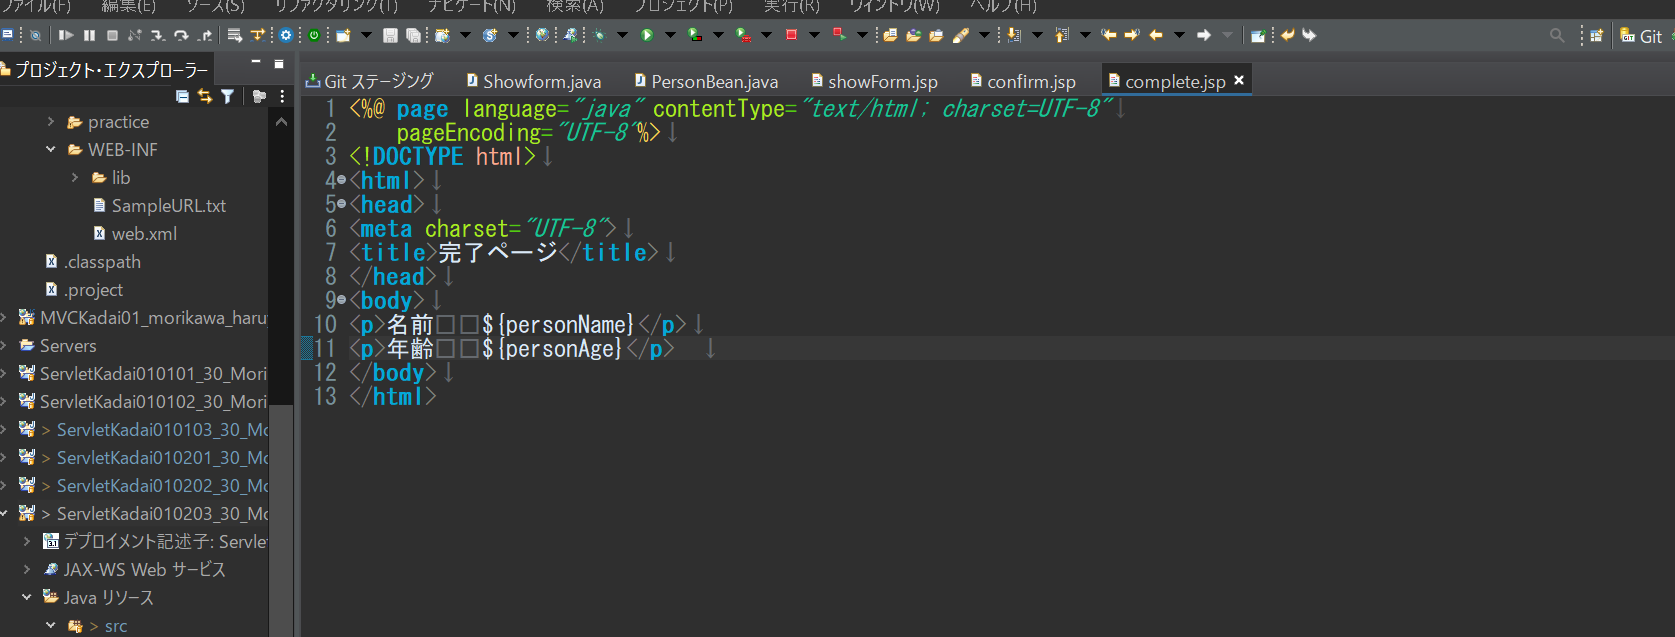 ファイル(F) 編集(E) ソース(S) リファクタリング(T) ナビゲート(N) 検索(A) プロジェクト(P) 実行(R) ウィンドウ(W) ヘルプ(H)
Git
プロジェクト・エクスプローラー
practice
WEB-INF
lib
SampleURL.txt
web.xml
.classpath
.project
MVCKadai01_morikawa_haru
Servers
ServletKadai010101_30_Mori
ServletKadai010102_30_Mori
> ServletKadai010103_30_Mo
> ServletKadai010201_30_Mo
> ServletKadai010202_30_Mo
> ServletKadai010203_30_Mo
デプロイメント記述子: Servle
JAX-WS Web サービス
Java リソース
> src
Git ステージング Showform.java PersonBean.java showForm.jsp confirm.jsp complete.jsp
1 <%@ page language="java" contentType="text/html; charset=UTF-8"↓
2 pageEncoding="UTF-8"%>↓
3 <!DOCTYPE html>↓
4 <html>↓
5 <head>↓
6 <meta charset="UTF-8">↓
7 <title>完了ページ</title>↓
8 </head>↓
9 <body>↓
10 <p>名前□□${personName}</p>↓
11 <p>年齢□□${personAge}</p> ↓
12 </body>↓
13 </html>